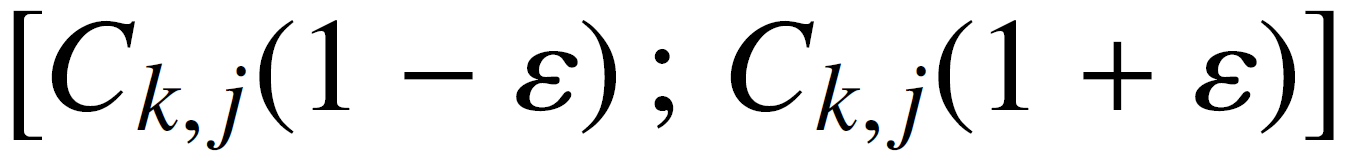 [C_{k,j}(1 − ε) ; C_{k,j}(1 + ε)]